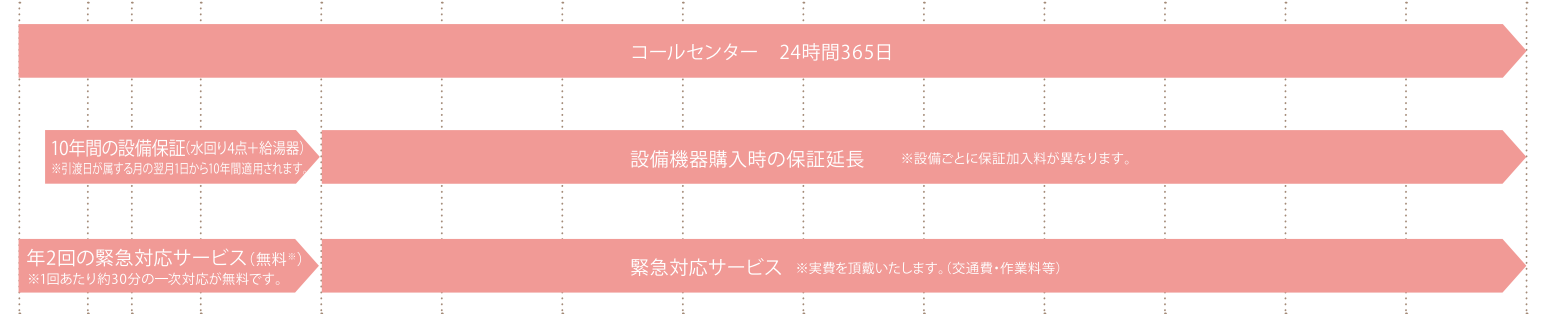 コールセンター　24時間365日
10年間の設備保証(水回り4点＋給湯器)
※引渡日が属する月の翌月1日から10年間適用されます。
設備機器購入時の保証延長　※設備ごとに保証加入料が異なります。
年2回の緊急対応サービス(無料※)
※1回あたり約30分の一次対応が無料です。
緊急対応サービス　※実費を頂戴いたします。(交通費・作業料等)